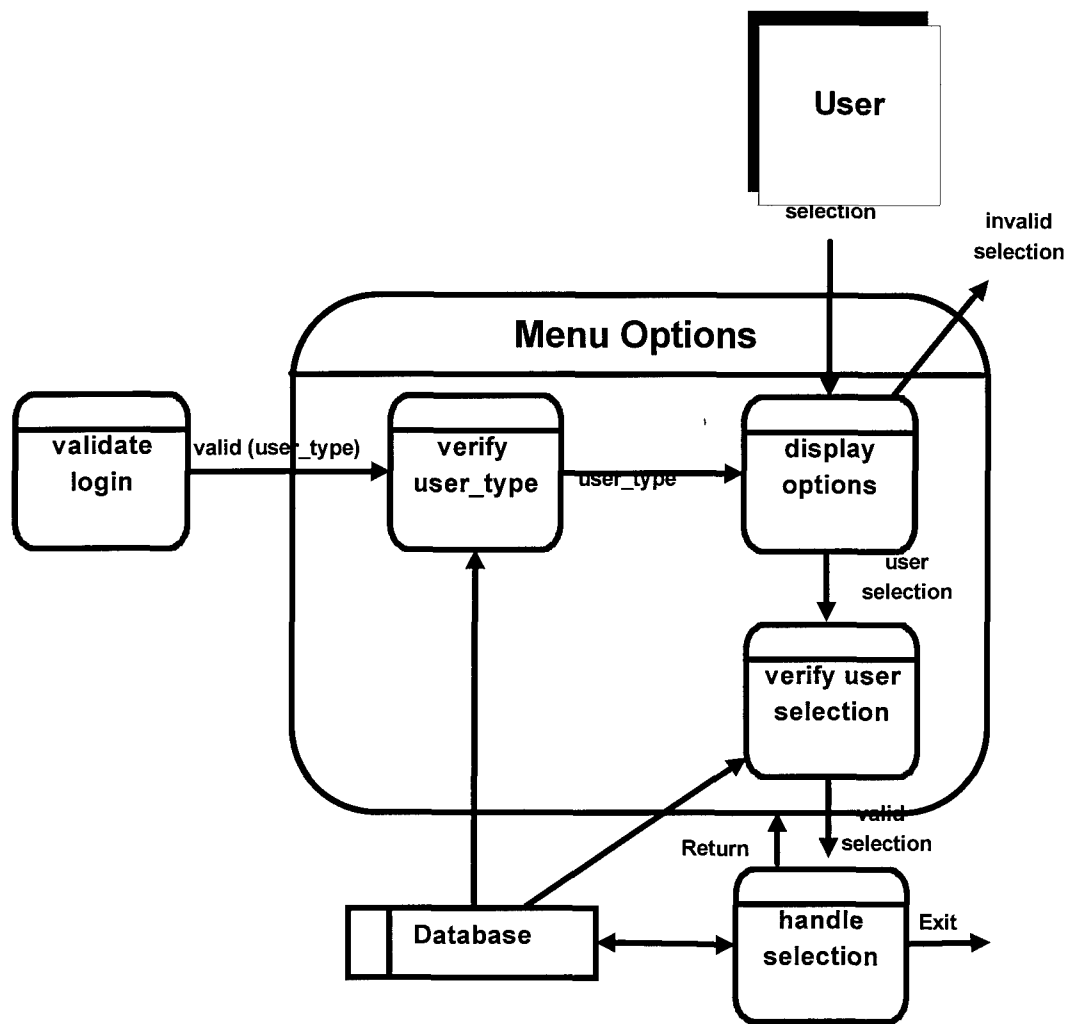 User
selection
invalid
selection
Menu Options
validate
login
valid (user_type)
verify
user_type
user_type
display
options
user
selection
verify user
selection
valid
selection
Return
Database
handle
selection
Exit